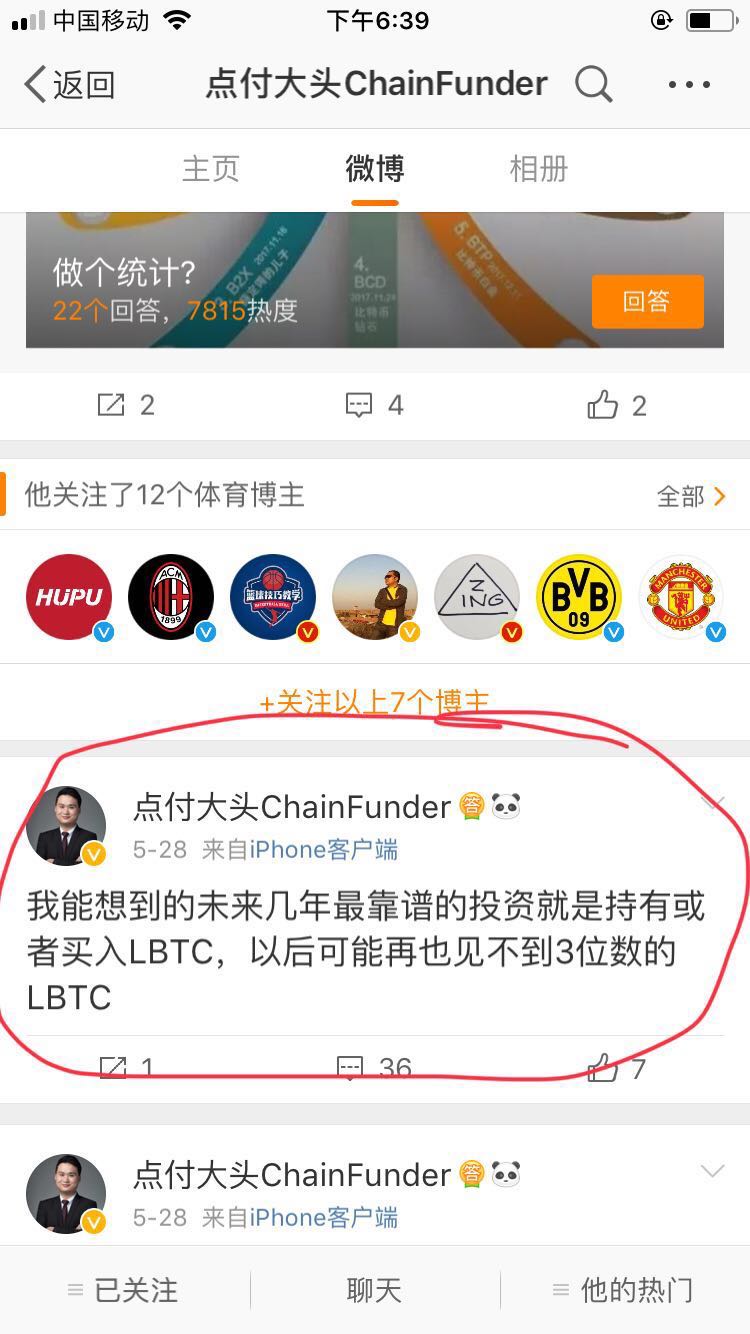 中国移动
下午6:39
返回
点付大头ChainFunder
主页
微博
相册
做个统计?
22个回答，7815热度
3. B2X 2017.11.16
4.
BCD
2017.11.24
比特币
钻石
5. BTP 2017.12.11
比特币白金
回答
2
4
2
他关注了12个体育博主
全部
HUPU
ACM
1899
篮球技巧教学
Z
ING
BVB
09
MANCHESTER
UNITED
+关注以上7个博主
点付大头ChainFunder 答
5-28 来自iPhone客户端
我能想到的未来几年最靠谱的投资就是持有或
者买入LBTC，以后可能再也见不到3位数的
LBTC
1
36
7
点付大头ChainFunder 答
5-28 来自iPhone客户端
已关注
聊天
他的热门